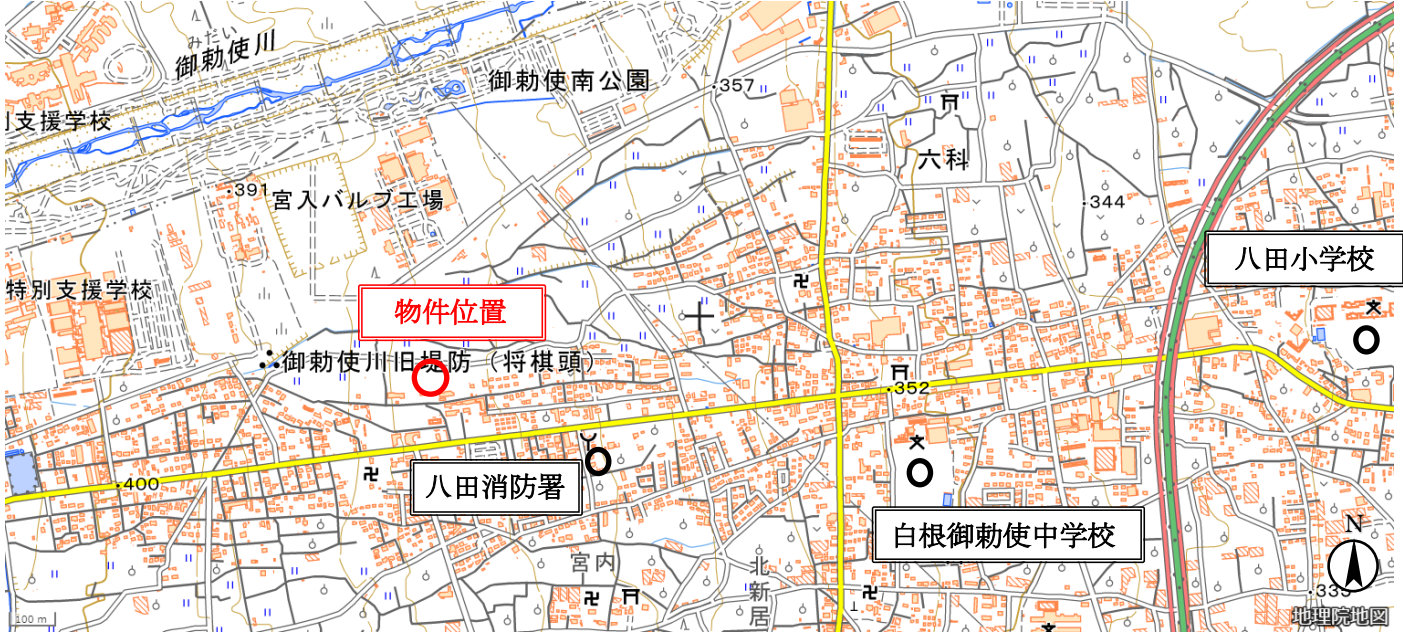 みだい
御勅使川
御勅使南公園
357
支援学校
六科
391
宮入バルブ工場
344
八田小学校
特別支援学校
物件位置
十
御勅使川旧堤防（将棋頭）
352
400
八田消防署
白根御勅使中学校
N
宮内
北新居
335
100 m
地理院地図